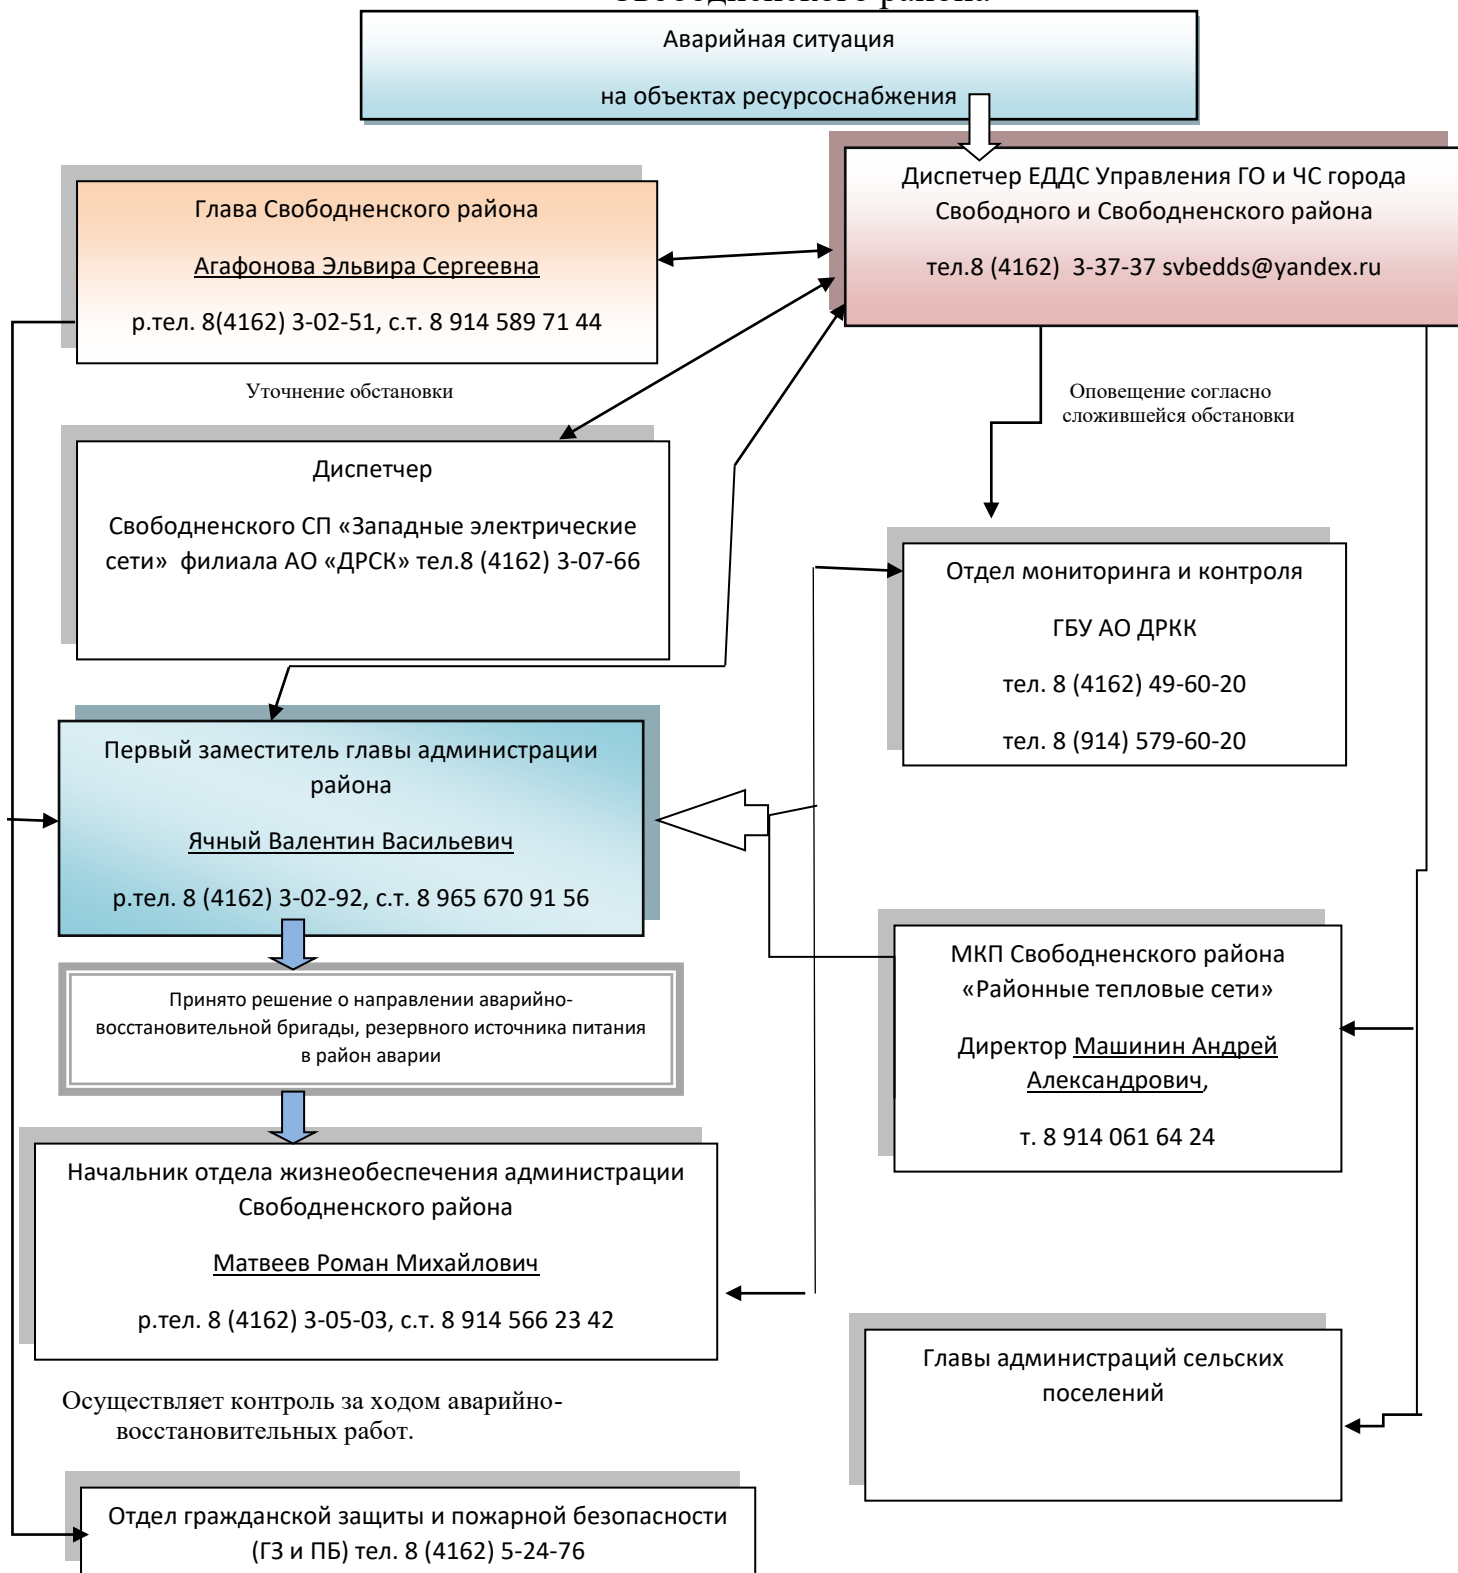 Свободненского района
Аварийная ситуация
на объектах ресурсоснабжения
Диспетчер ЕДДС Управления ГО и ЧС города
Свободного и Свободненского района
тел.8 (4162)  3-37-37 svbedds@yandex.ru
Глава Свободненского района
Агафонова Эльвира Сергеевна
р.тел. 8(4162) 3-02-51, с.т. 8 914 589 71 44
Уточнение обстановки
Оповещение согласно
сложившейся обстановки
Диспетчер
Свободненского СП «Западные электрические
сети»  филиала АО «ДРСК» тел.8 (4162) 3-07-66
Отдел мониторинга и контроля
ГБУ АО ДРКК
тел. 8 (4162) 49-60-20
тел. 8 (914) 579-60-20
Первый заместитель главы администрации
района
Ячный Валентин Васильевич
р.тел. 8 (4162) 3-02-92, с.т. 8 965 670 91 56
Принято решение о направлении аварийно-
восстановительной бригады, резервного источника питания
в район аварии
МКП Свободненского района
«Районные тепловые сети»
Директор Машинин Андрей
Александрович,
т. 8 914 061 64 24
Начальник отдела жизнеобеспечения администрации
Свободненского района
Матвеев Роман Михайлович
р.тел. 8 (4162) 3-05-03, с.т. 8 914 566 23 42
Главы администраций сельских
поселений
Осуществляет контроль за ходом аварийно-
восстановительных работ.
Отдел гражданской защиты и пожарной безопасности
(ГЗ и ПБ) тел. 8 (4162) 5-24-76